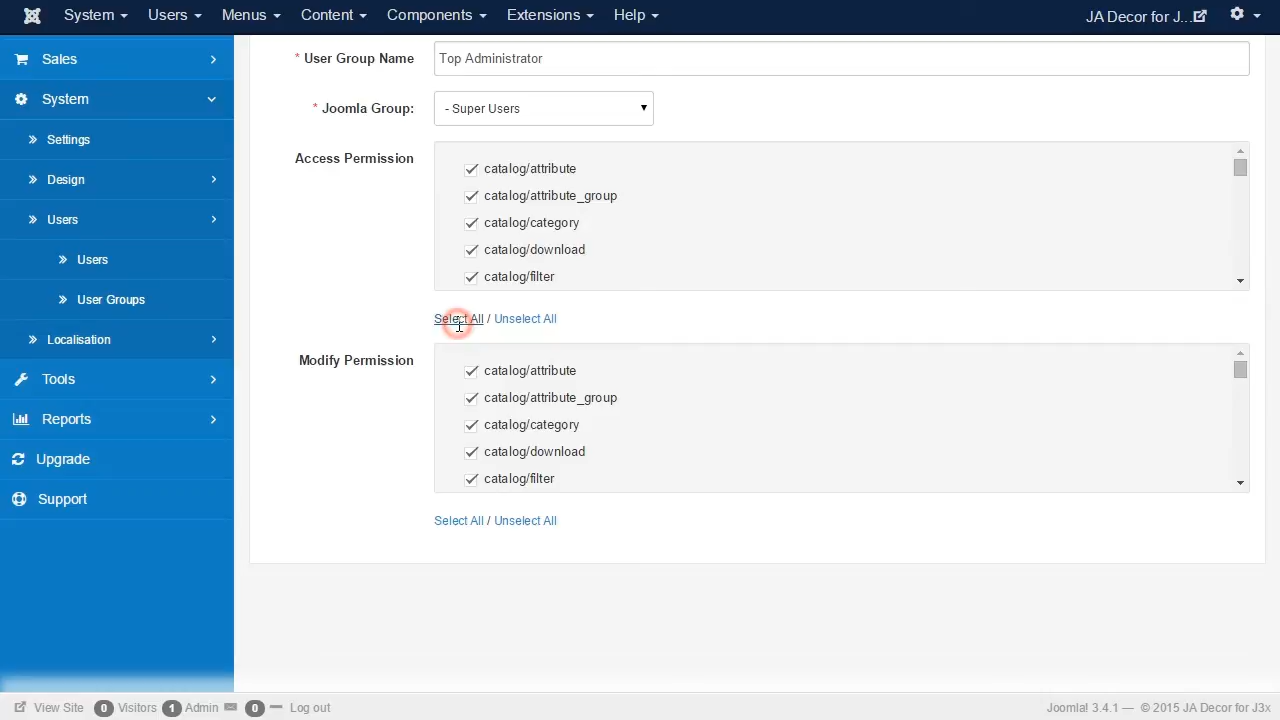 System Users Menus Content Components Extensions Help JA Decor for J...
Sales
System
Settings
Design
Users
Users
User Groups
Localisation
Tools
Reports
Upgrade
Support
* User Group Name Top Administrator
* Joomla Group: - Super Users
Access Permission
catalog/attribute
catalog/attribute_group
catalog/category
catalog/download
catalog/filter
Select All / Unselect All
Modify Permission
catalog/attribute
catalog/attribute_group
catalog/category
catalog/download
catalog/filter
Select All / Unselect All
View Site 0 Visitors 1 Admin 0 Log out Joomla! 3.4.1 — © 2015 JA Decor for J3x